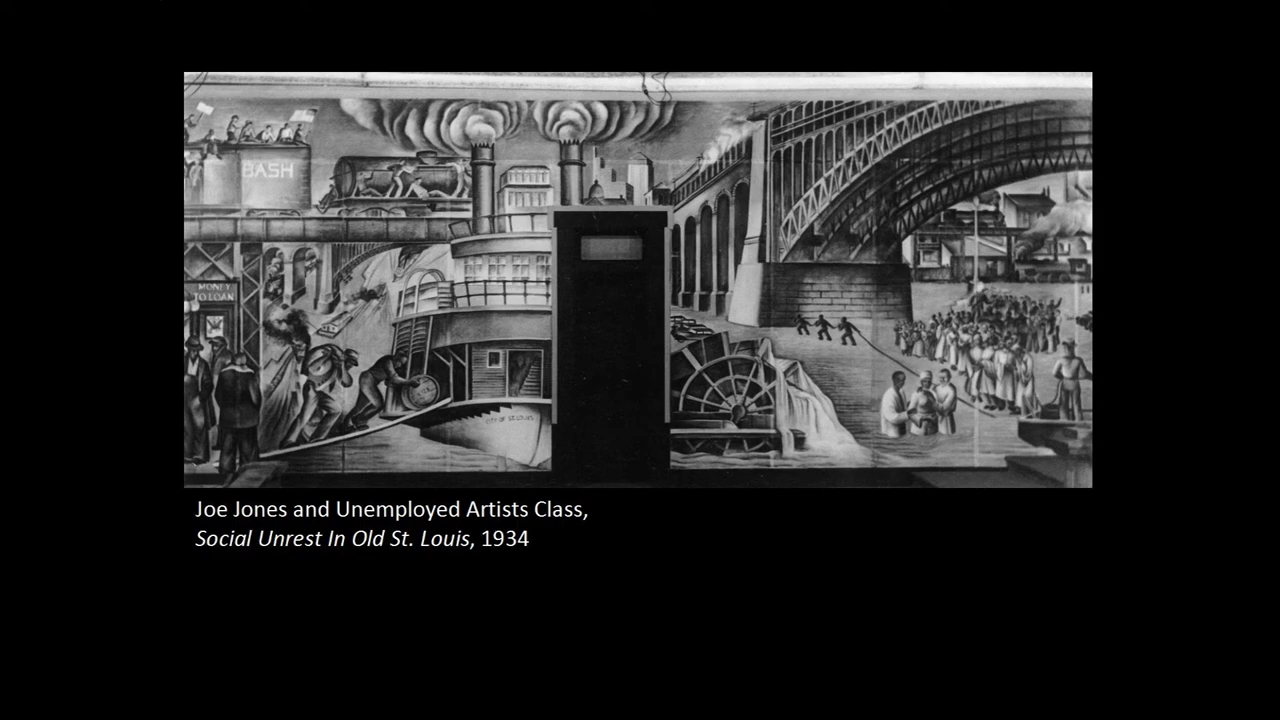 BASH
MONEY
TO LOAN
CITY OF ST. LOUIS
Joe Jones and Unemployed Artists Class,
Social Unrest In Old St. Louis, 1934